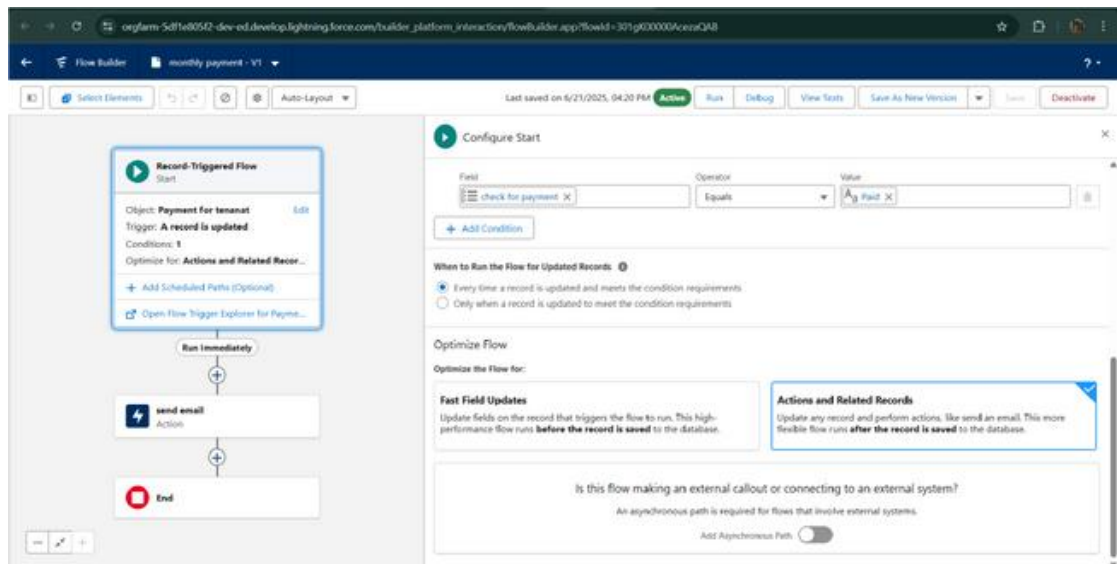 orgfarm-5df1e805f2-dev-ed.develop.lightning.force.com/builder_platform_interaction/flowBuilder.app?flowId=301gK00000AcezaQAB
Flow Builder
monthly payment - V1
?
Select Elements
Auto-Layout
Last saved on 6/21/2025, 04:20 PM
Active
Run
Debug
View Tests
Save As New Version
Save
Deactivate
Record-Triggered Flow
Start
Object: Payment for tenanat
Edit
Trigger: A record is updated
Conditions: 1
Optimize for: Actions and Related Recor...
+ Add Scheduled Paths (Optional)
Open Flow Trigger Explorer for Payme...
Run Immediately
send email
Action
End
Configure Start
Field
Operator
Value
check for payment
Equals
Paid
+ Add Condition
When to Run the Flow for Updated Records
Every time a record is updated and meets the condition requirements
Only when a record is updated to meet the condition requirements
Optimize Flow
Optimize the Flow for:
Fast Field Updates
Update fields on the record that triggers the flow to run. This high-
performance flow runs before the record is saved to the database.
Actions and Related Records
Update any record and perform actions, like send an email. This more
flexible flow runs after the record is saved to the database.
Is this flow making an external callout or connecting to an external system?
An asynchronous path is required for flows that involve external systems.
Add Asynchronous Path